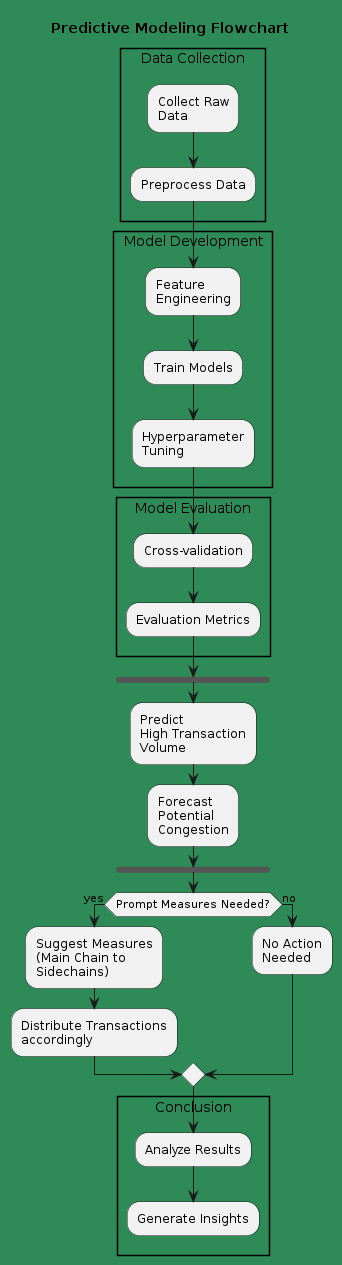 Predictive Modeling Flowchart
Data Collection
Collect Raw
Data
Preprocess Data
Model Development
Feature
Engineering
Train Models
Hyperparameter
Tuning
Model Evaluation
Cross-validation
Evaluation Metrics
Predict
High Transaction
Volume
Forecast
Potential
Congestion
yes
Prompt Measures Needed?
no
Suggest Measures
(Main Chain to
Sidechains)
No Action
Needed
Distribute Transactions
accordingly
Conclusion
Analyze Results
Generate Insights